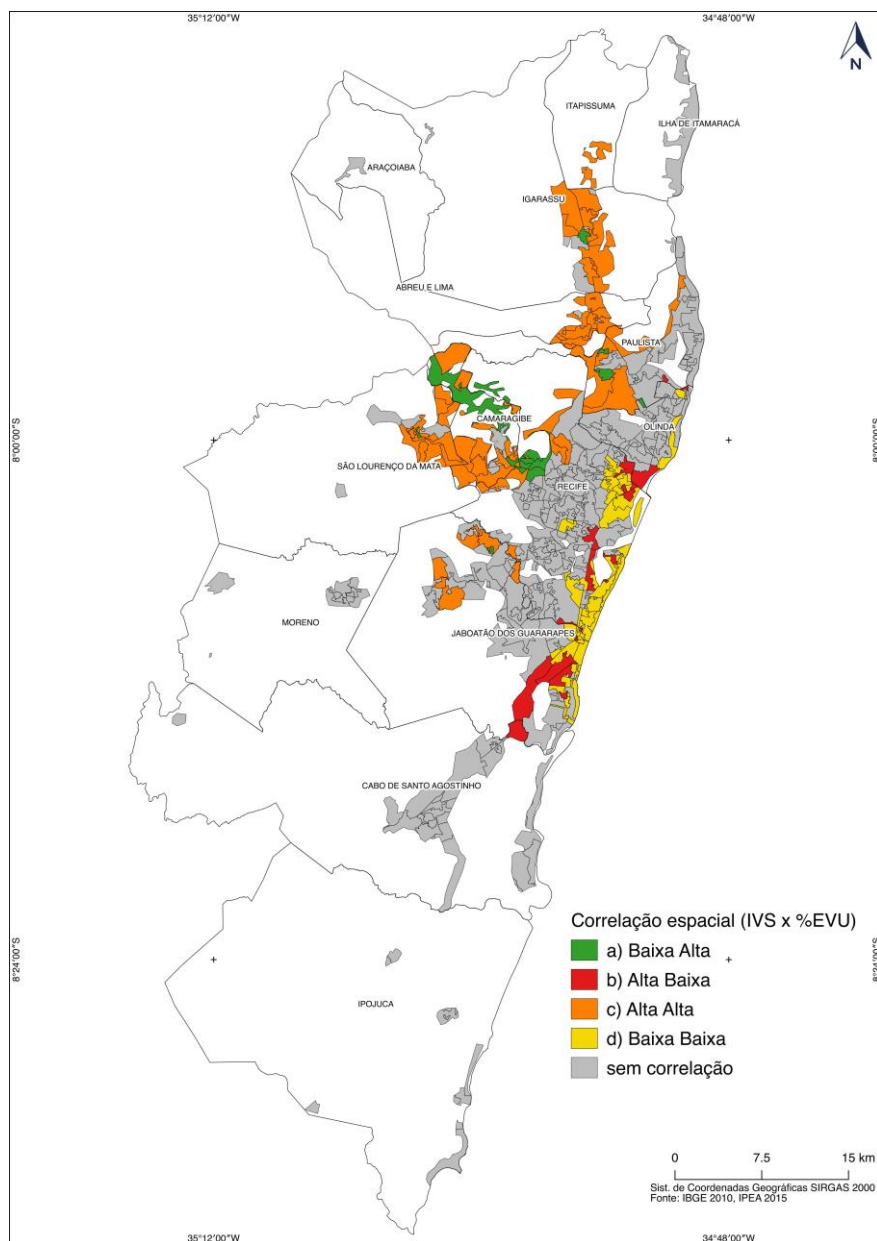 35°12'00"W
34°48'00"W
N
ITAPISSUMA
ILHA DE ITAMARACÁ
ARAÇOIABA
IGARASSU
ABREU E LIMA
PAULISTA
CAMARAGIBE
OLINDA
8°00'00"S
8°00'00"S
SÃO LOURENÇO DA MATA
RECIFE
MORENO
JABOATÃO DOS GUARARAPES
CABO DE SANTO AGOSTINHO
Correlação espacial (IVS x %EVU)
a) Baixa Alta
b) Alta Baixa
c) Alta Alta
d) Baixa Baixa
sem correlação
8°24'00"S
8°24'00"S
IPOJUCA
0 7.5 15 km
Sist. de Coordenadas Geográficas SIRGAS 2000
Fonte: IBGE 2010, IPEA 2015
35°12'00"W
34°48'00"W